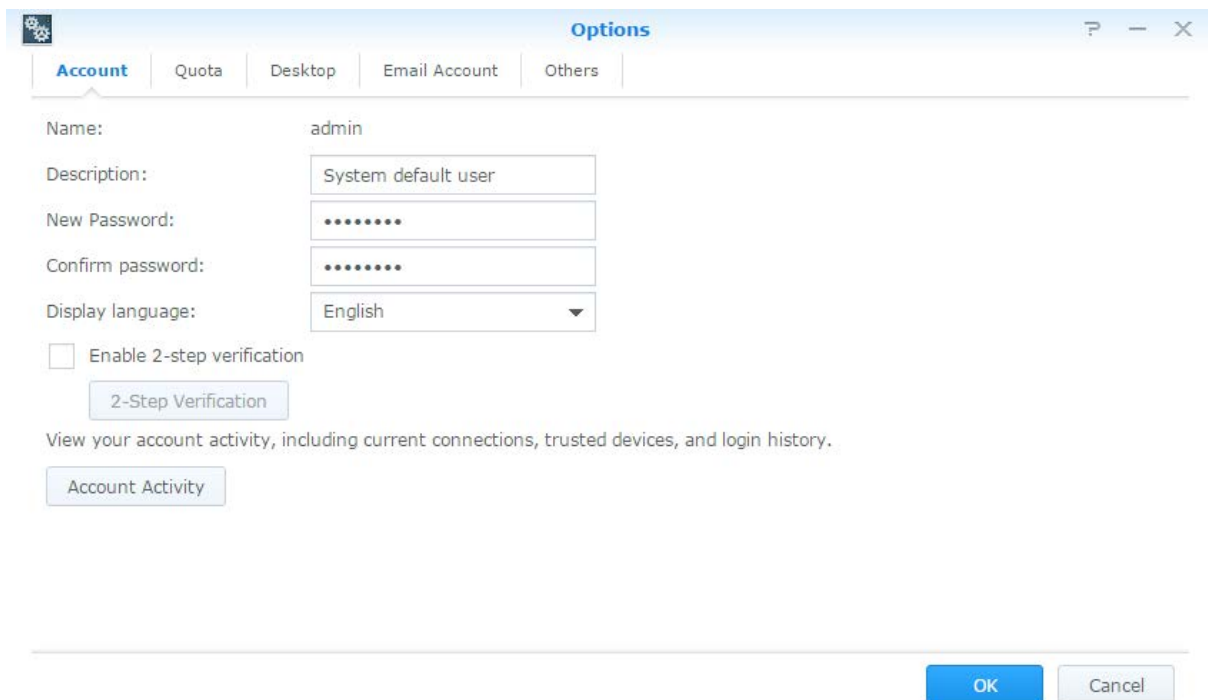 Options
Account Quota Desktop Email Account Others
Name: admin
Description: System default user
New Password: ••••••••
Confirm password: ••••••••
Display language: English
Enable 2-step verification
2-Step Verification
View your account activity, including current connections, trusted devices, and login history.
Account Activity
OK Cancel